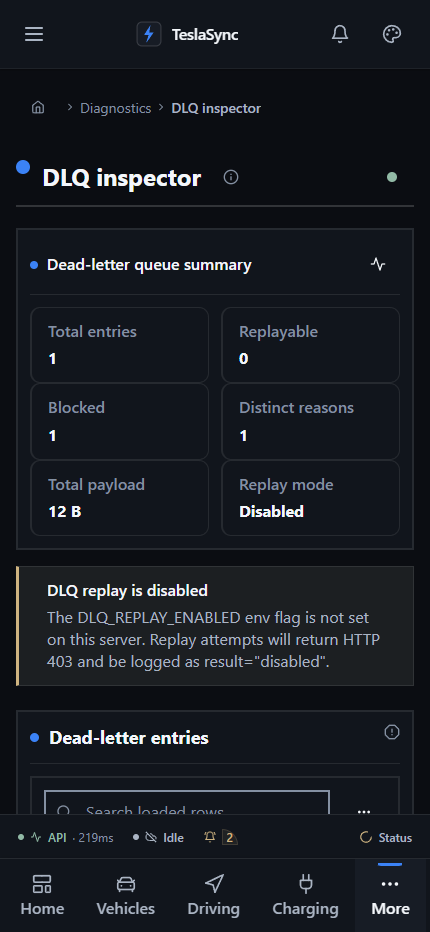 TeslaSync
Diagnostics
DLQ inspector
DLQ inspector
Dead-letter queue summary
Total entries
1
Replayable
0
Blocked
1
Distinct reasons
1
Total payload
12 B
Replay mode
Disabled
DLQ replay is disabled
The DLQ_REPLAY_ENABLED env flag is not set
on this server. Replay attempts will return HTTP
403 and be logged as result="disabled".
Dead-letter entries
Search loaded rows
API · 219ms
Idle
2
Status
Home
Vehicles
Driving
Charging
More